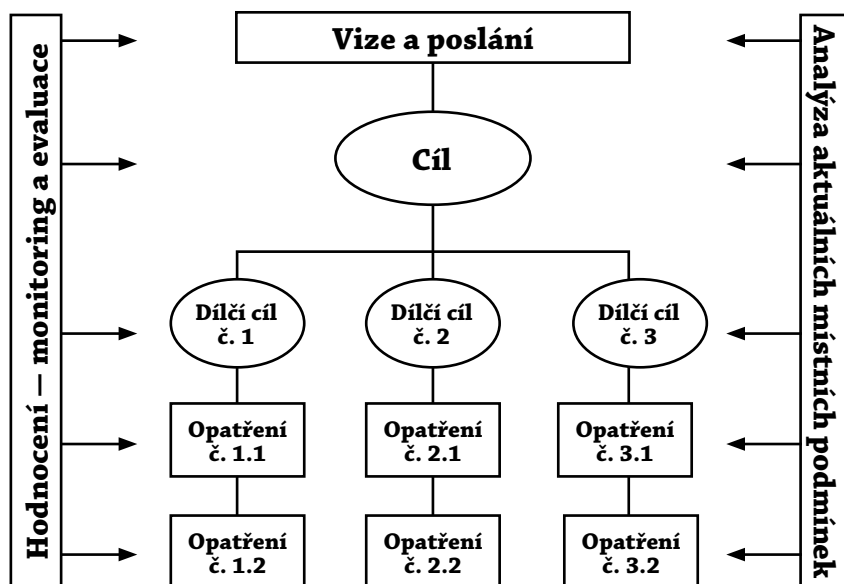 Vize a poslání
Cíl
Dílčí cíl
č. 1
Dílčí cíl
č. 2
Dílčí cíl
č. 3
Opatření
č. 1.1
Opatření
č. 2.1
Opatření
č. 3.1
Opatření
č. 1.2
Opatření
č. 2.2
Opatření
č. 3.2
Hodnocení — monitoring a evaluace
Analýza aktuálních místních podmínek